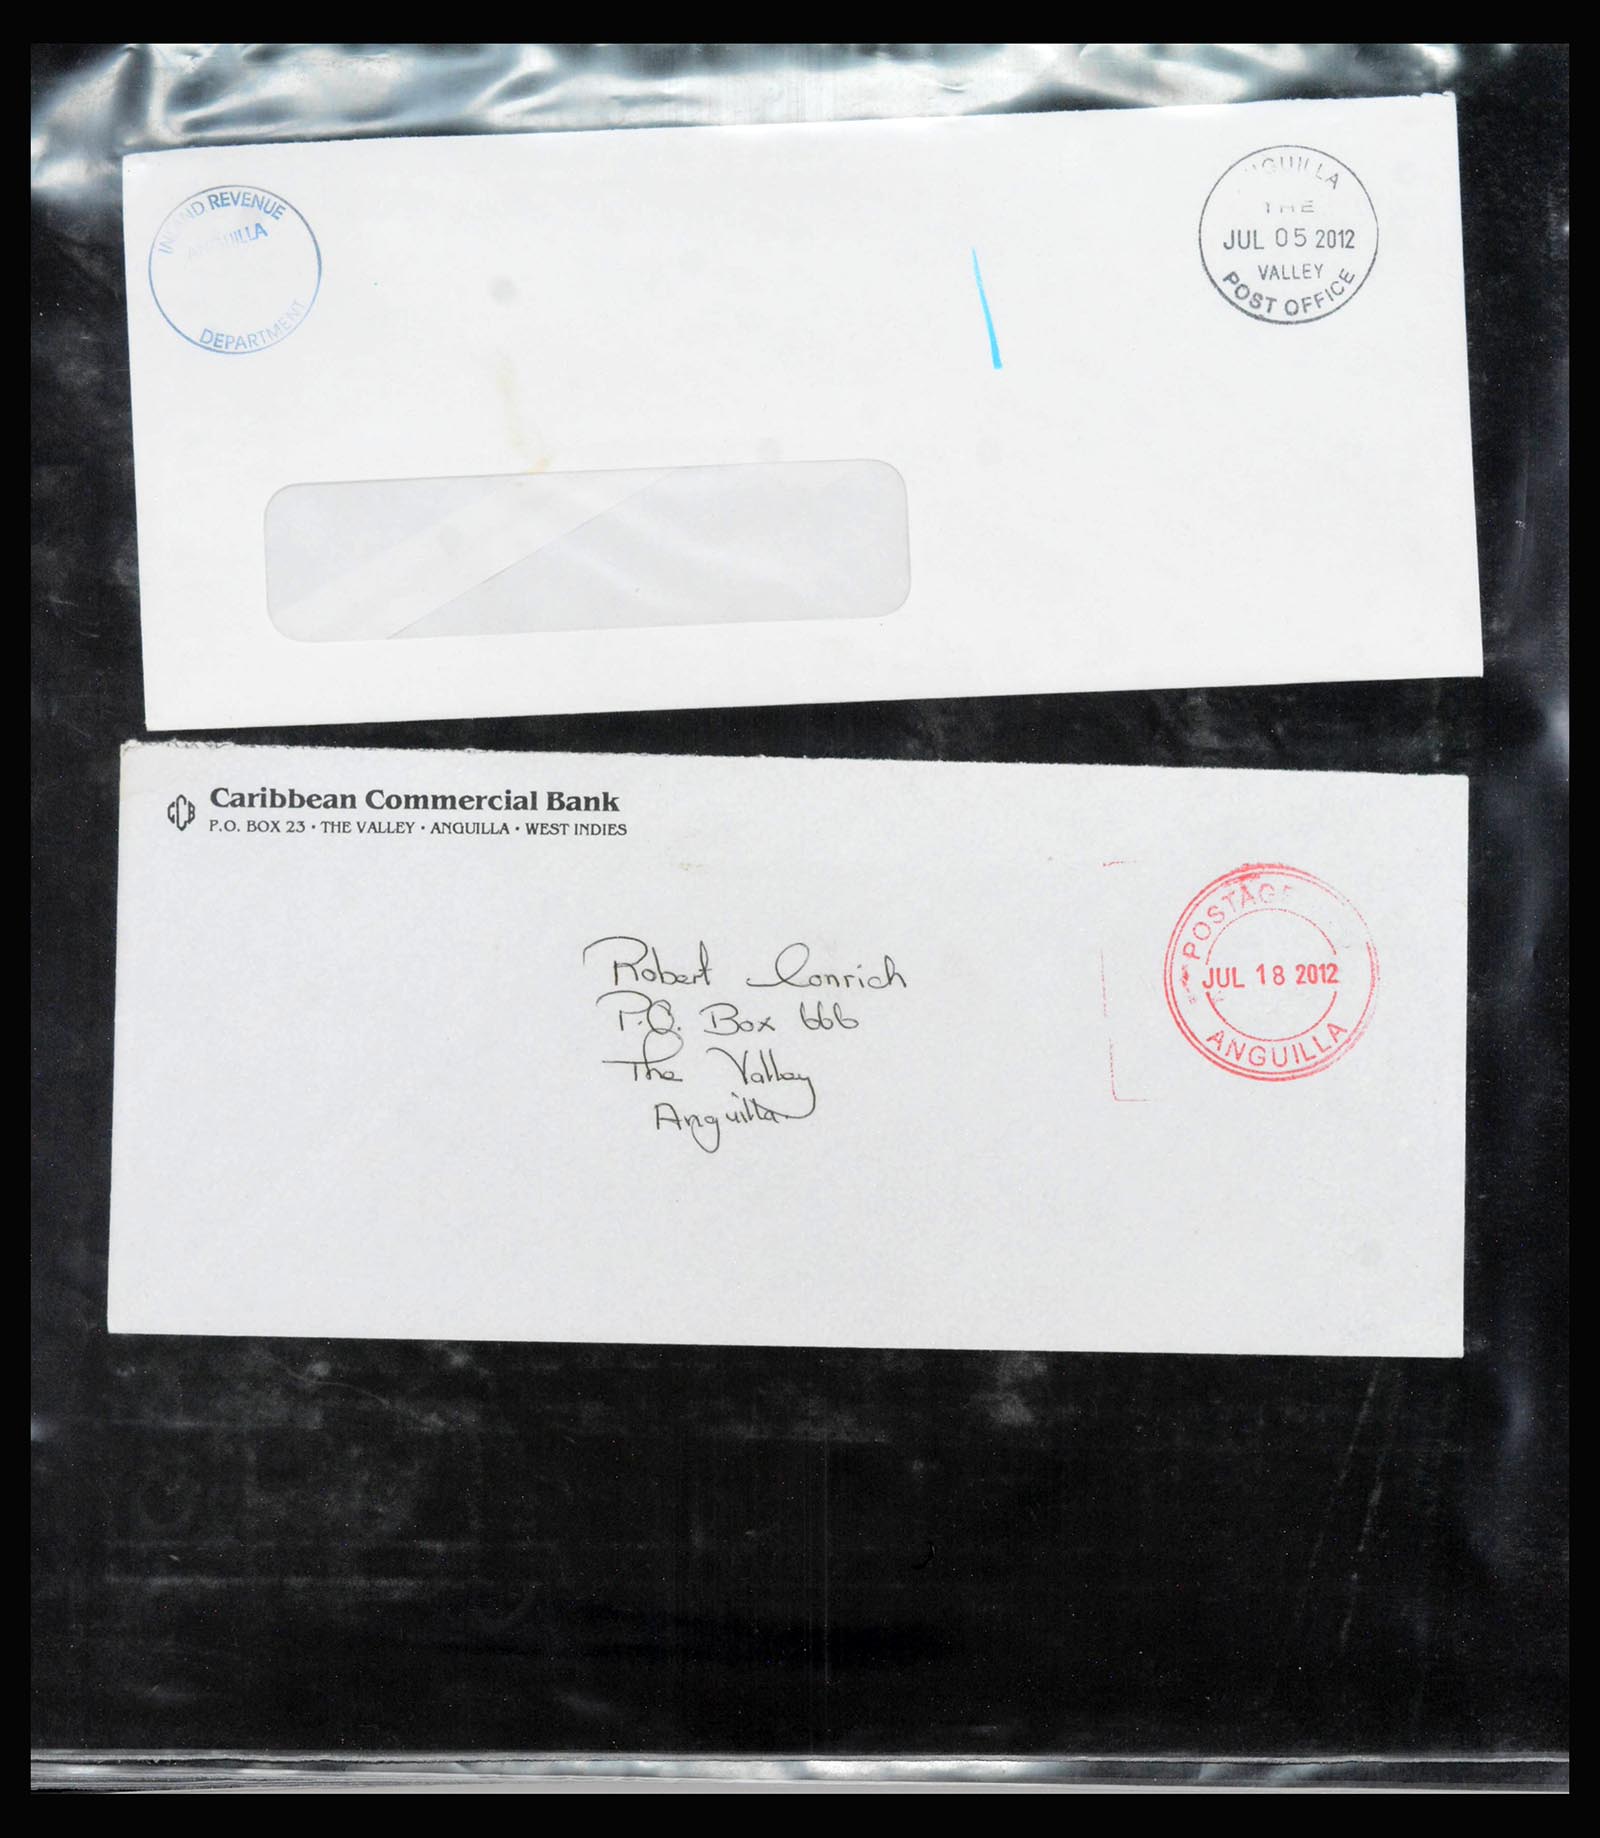 INLAND REVENUE
ANGUILLA
DEPARTMENT
ANGUILLA
THE
JUL 05 2012
VALLEY
POST OFFICE
CCB
Caribbean Commercial Bank
P.O. BOX 23 · THE VALLEY · ANGUILLA · WEST INDIES
POSTAGE
JUL 18 2012
ANGUILLA
Robert Conrich
P.O. Box 666
The Valley
Anguilla